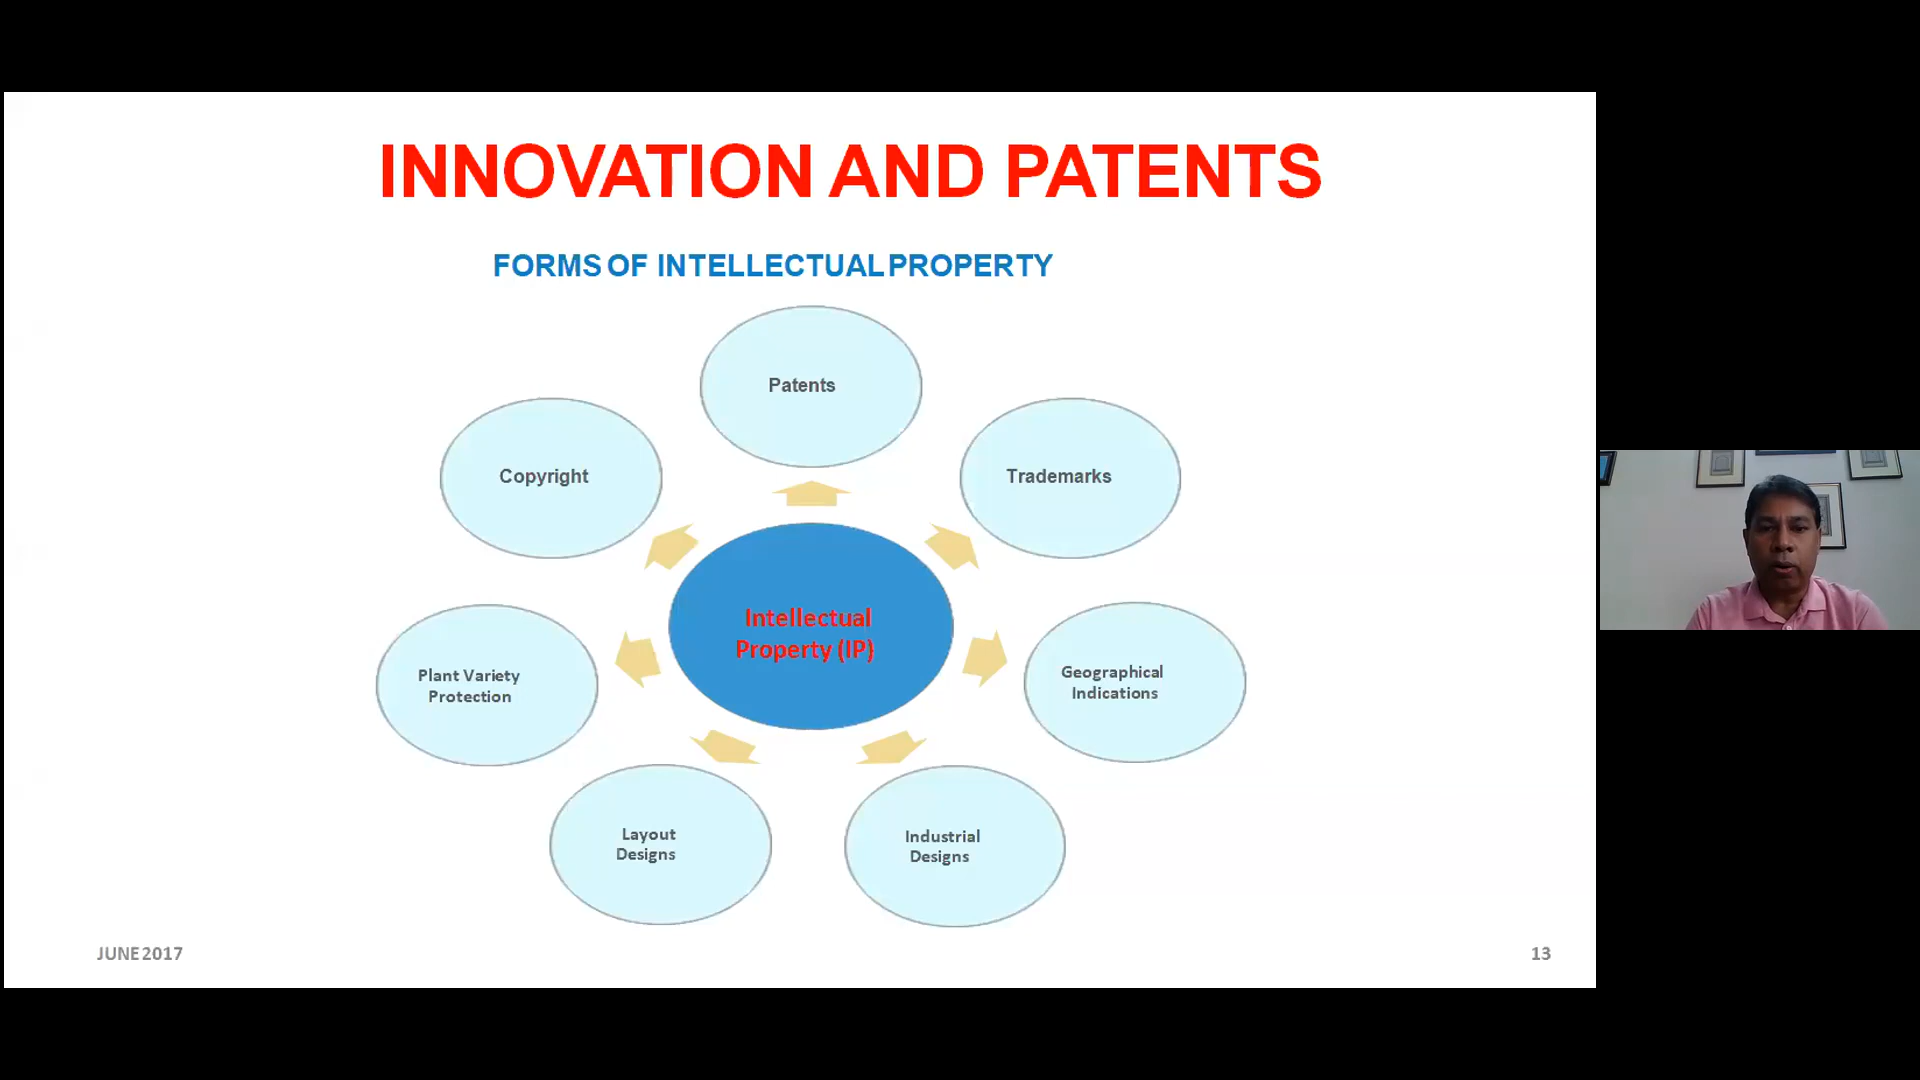 INNOVATION AND PATENTS
FORMS OF INTELLECTUAL PROPERTY
Patents
Copyright
Trademarks
Intellectual
Property (IP)
Plant Variety
Protection
Geographical
Indications
Layout
Designs
Industrial
Designs
JUNE 2017
13